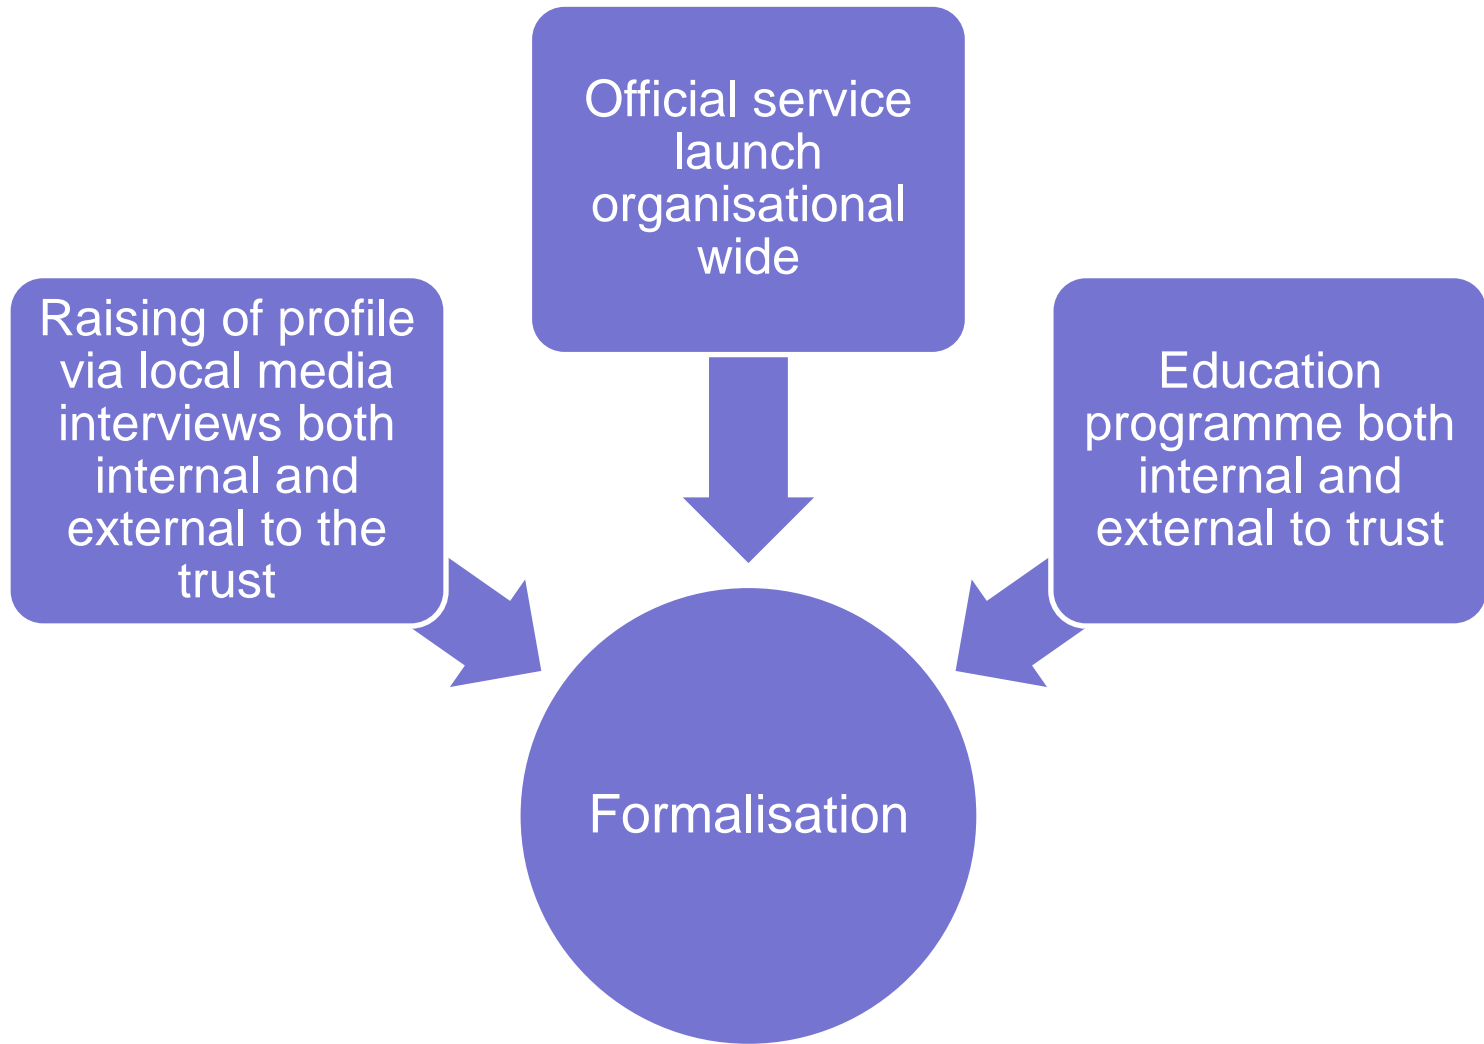 Official service
launch
organisational
wide
Raising of profile
via local media
interviews both
internal and
external to the
trust
Education
programme both
internal and
external to trust
Formalisation